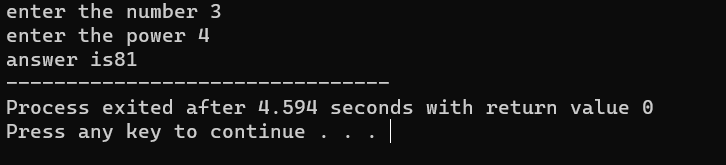 enter the number 3
enter the power 4
answer is81
--------------------------------
Process exited after 4.594 seconds with return value 0
Press any key to continue . . .